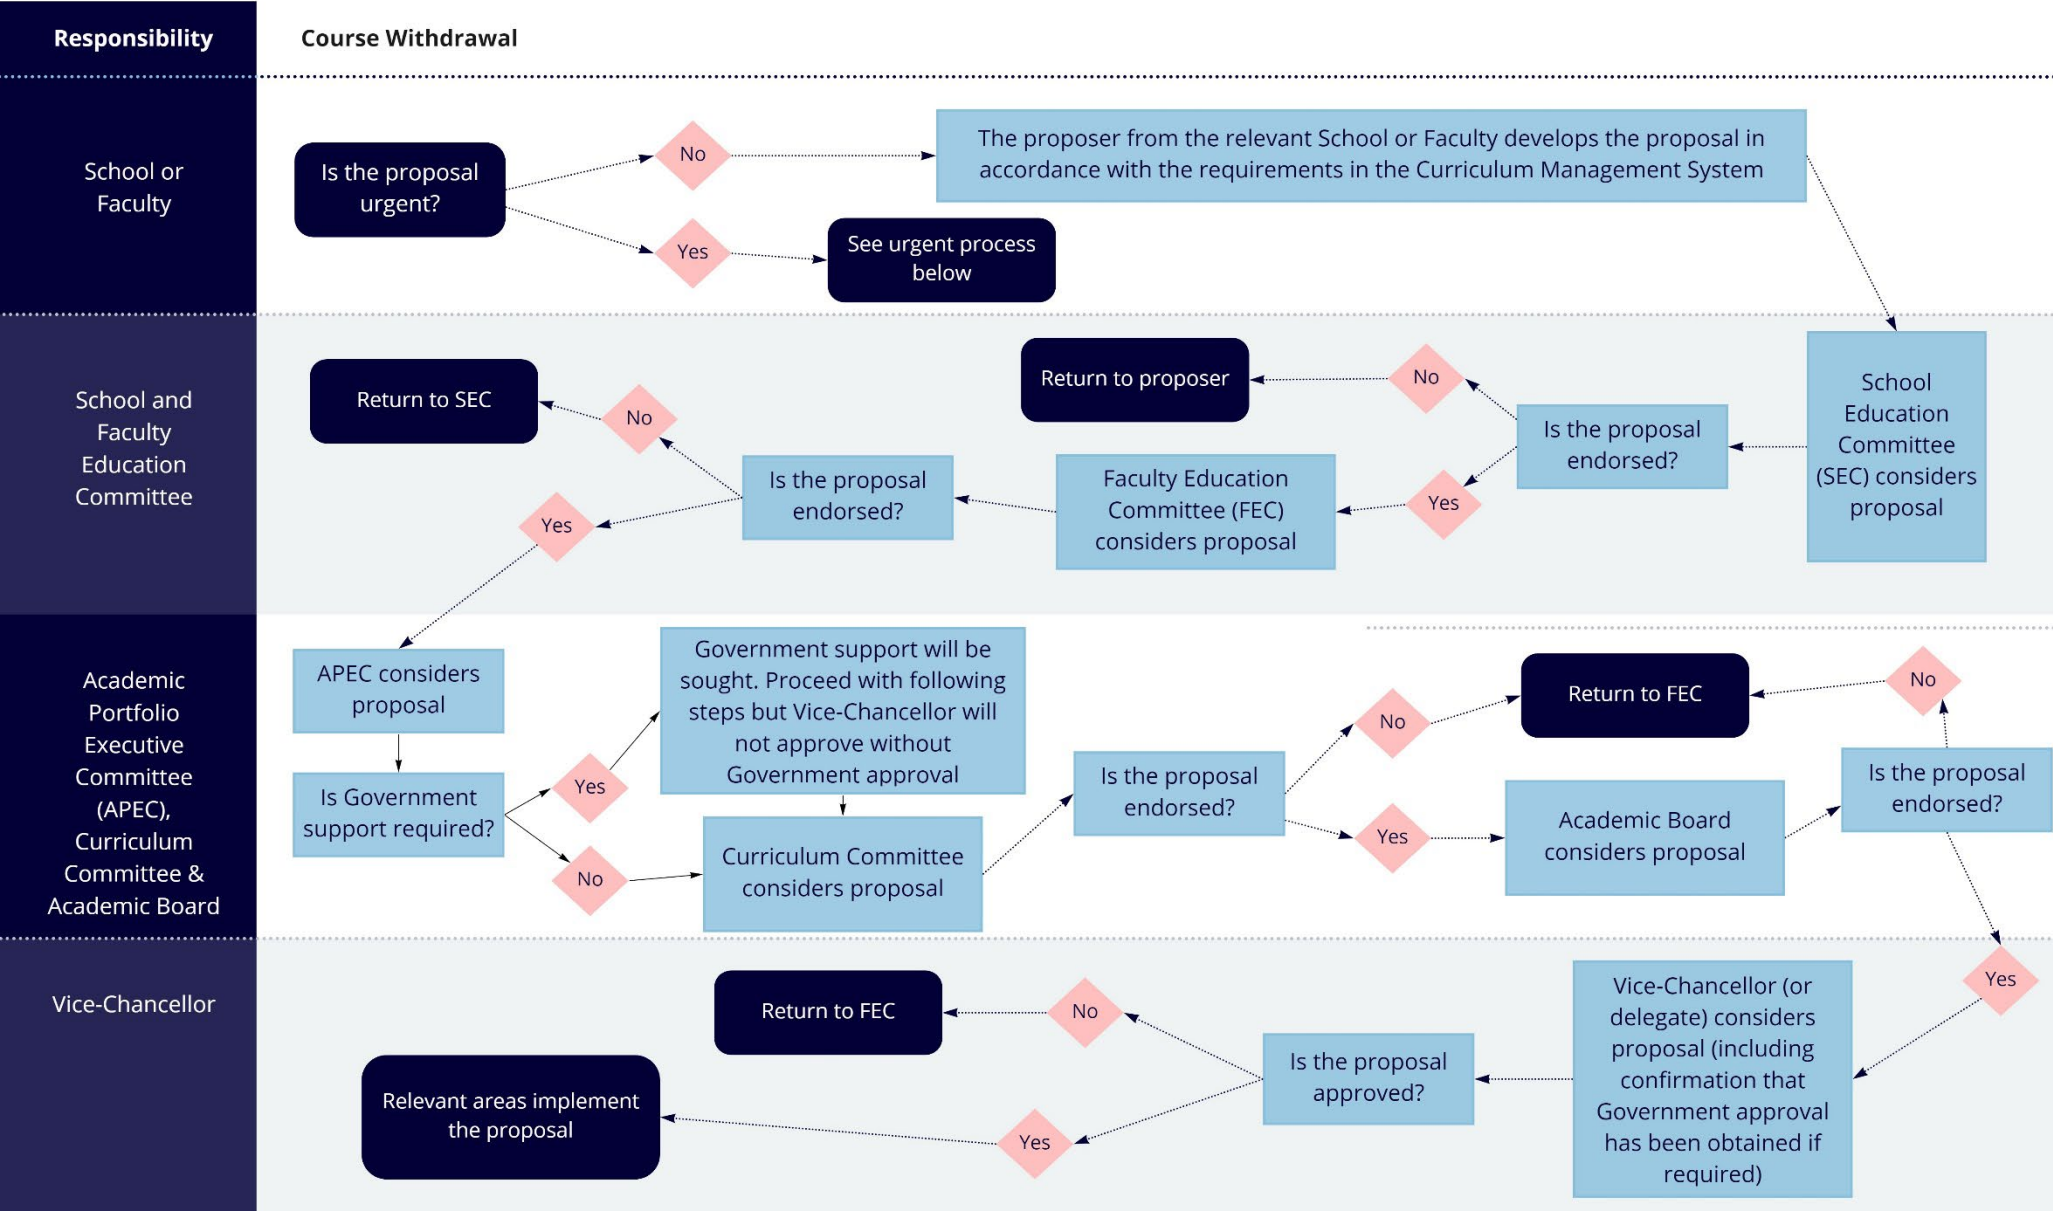 Responsibility
Course Withdrawal
School or
Faculty
Is the proposal
urgent?
No
The proposer from the relevant School or Faculty develops the proposal in
accordance with the requirements in the Curriculum Management System
Yes
See urgent process
below
School and
Faculty
Education
Committee
School
Education
Committee
(SEC) considers
proposal
Is the proposal
endorsed?
No
Return to proposer
Yes
Faculty Education
Committee (FEC)
considers proposal
Is the proposal
endorsed?
No
Return to SEC
Yes
Academic
Portfolio
Executive
Committee
(APEC),
Curriculum
Committee &
Academic Board
APEC considers
proposal
Is Government
support required?
Yes
Government support will be
sought. Proceed with following
steps but Vice-Chancellor will
not approve without
Government approval
No
Curriculum Committee
considers proposal
Is the proposal
endorsed?
No
Return to FEC
Yes
Academic Board
considers proposal
Is the proposal
endorsed?
No
Yes
Vice-Chancellor
Vice-Chancellor (or
delegate) considers
proposal (including
confirmation that
Government approval
has been obtained if
required)
Is the proposal
approved?
No
Return to FEC
Yes
Relevant areas implement
the proposal